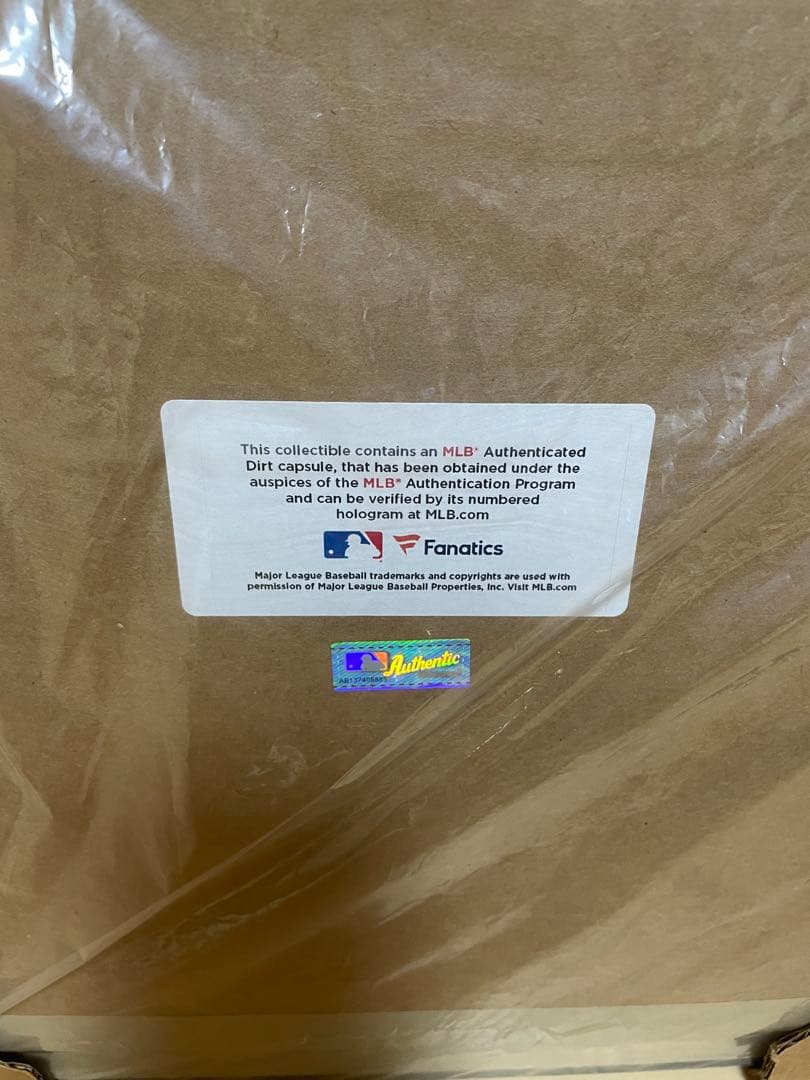 This collectible contains an MLB® Authenticated
Dirt capsule, that has been obtained under the
auspices of the MLB® Authentication Program
and can be verified by its numbered
hologram at MLB.com
Fanatics
Major League Baseball trademarks and copyrights are used with
permission of Major League Baseball Properties, Inc. Visit MLB.com
Authentic